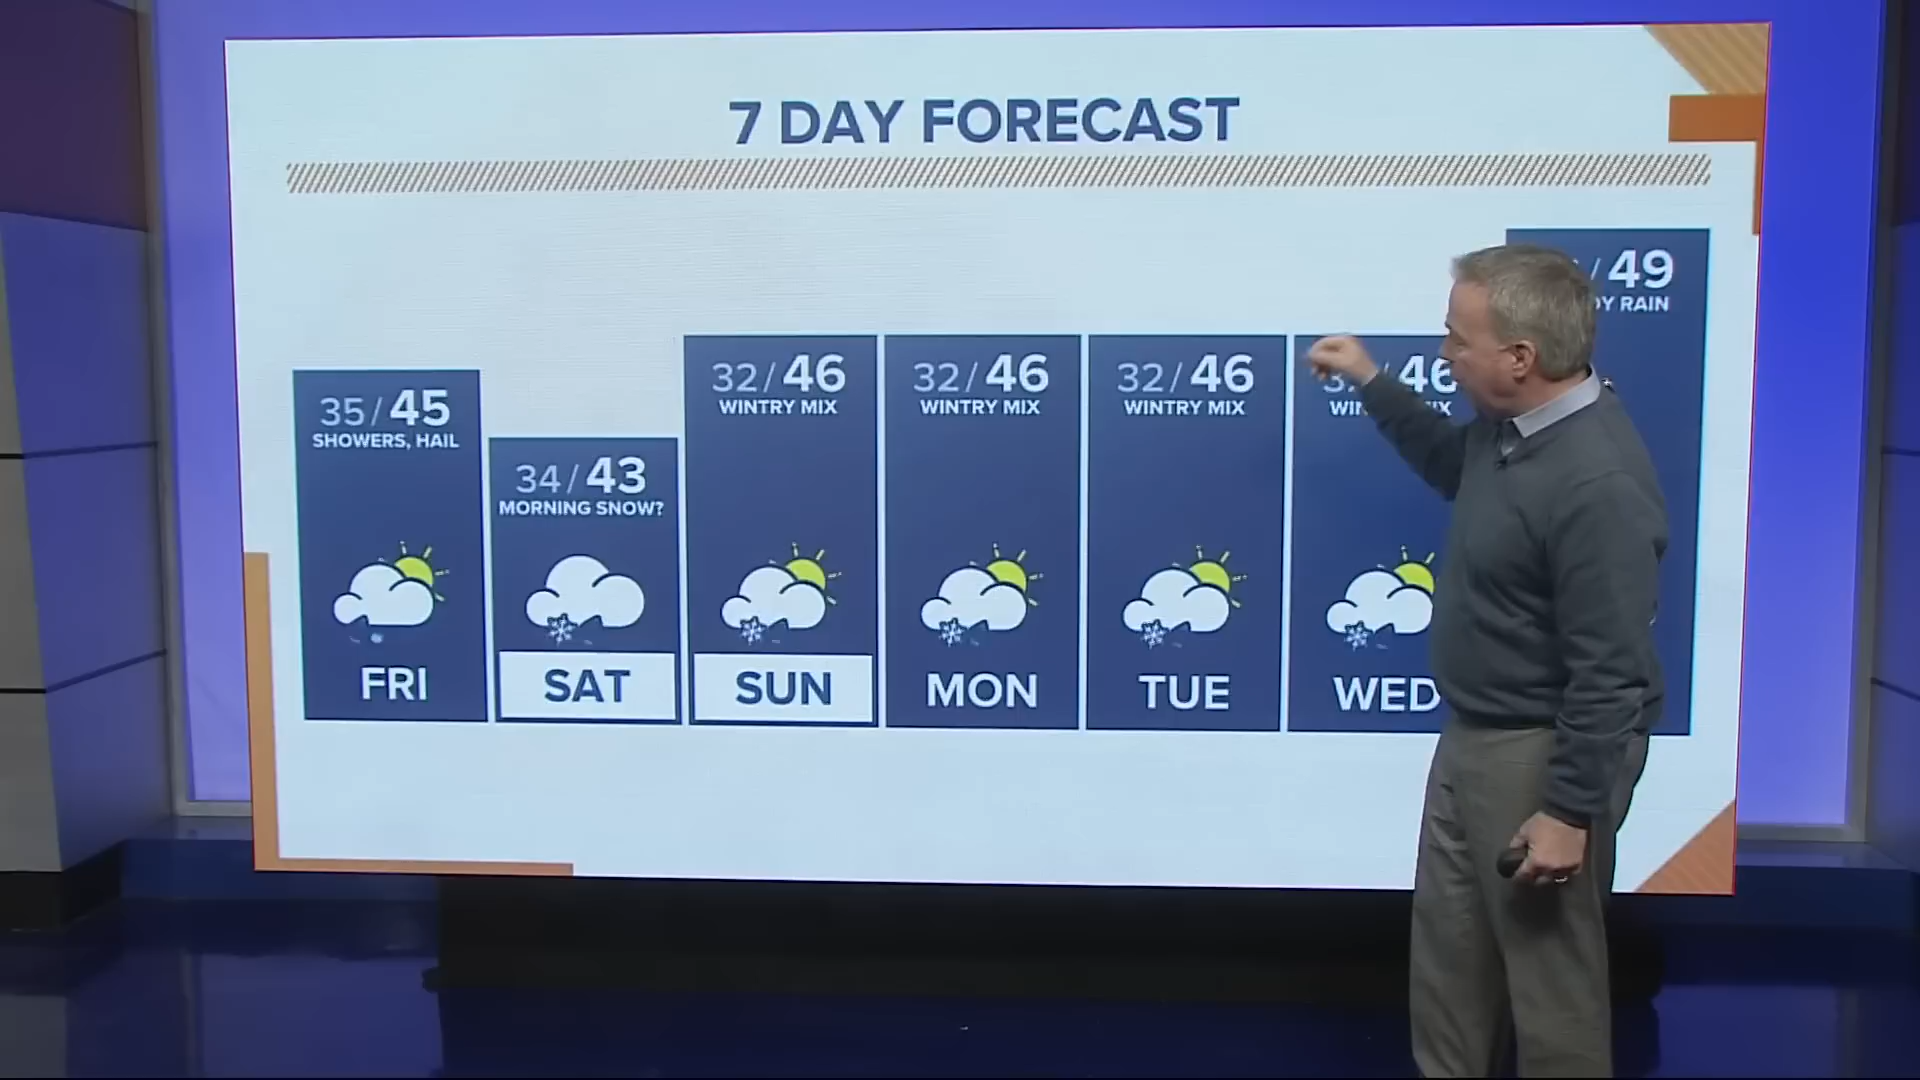 7 DAY FORECAST
35/45
SHOWERS, HAIL
FRI
34/43
MORNING SNOW?
SAT
32/46
WINTRY MIX
SUN
32/46
WINTRY MIX
MON
32/46
WINTRY MIX
TUE
46
WED
/49
RAIN